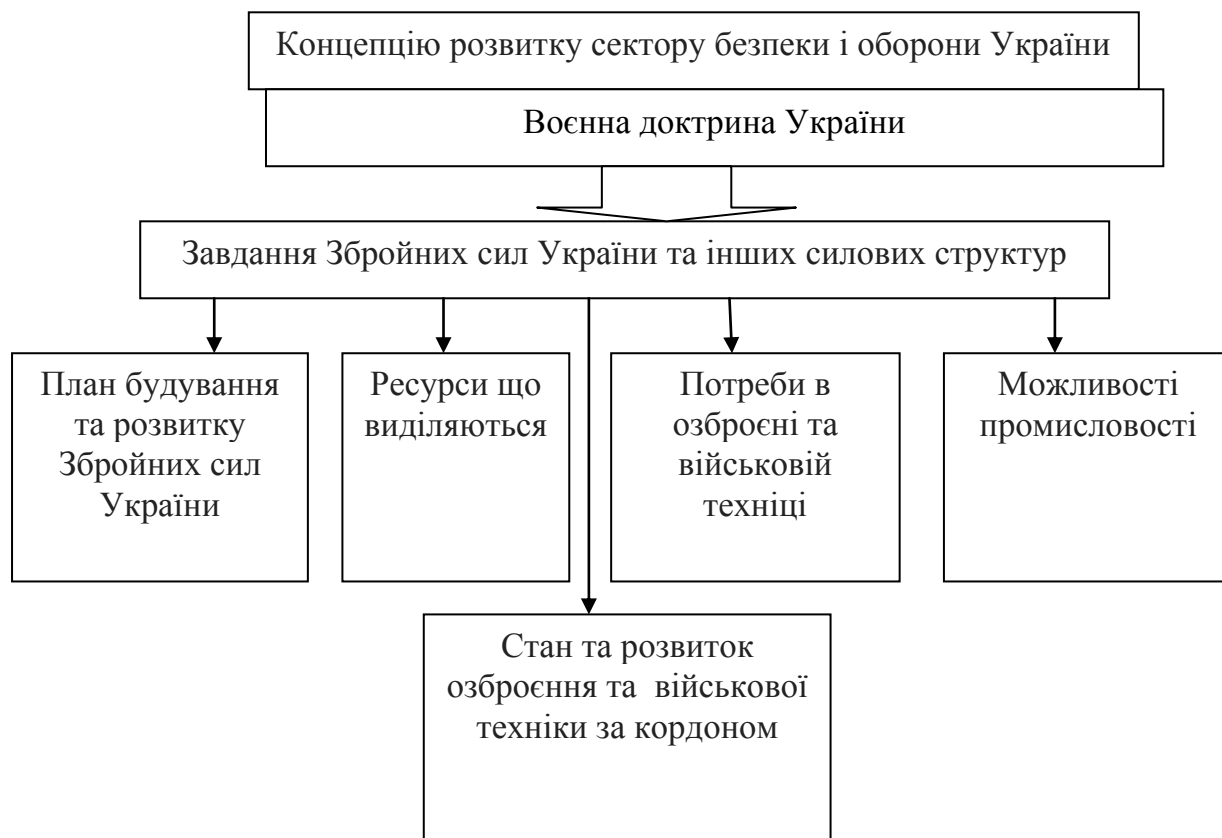 Концепцію розвитку сектору безпеки і оборони України
Воєнна доктрина України
Завдання Збройних сил України та інших силових структур
План будування
та розвитку
Збройних сил
України
Ресурси що
виділяються
Потреби в
озброєні та
військовій
техніці
Можливості
промисловості
Стан та розвиток
озброєння та військової
техніки за кордоном